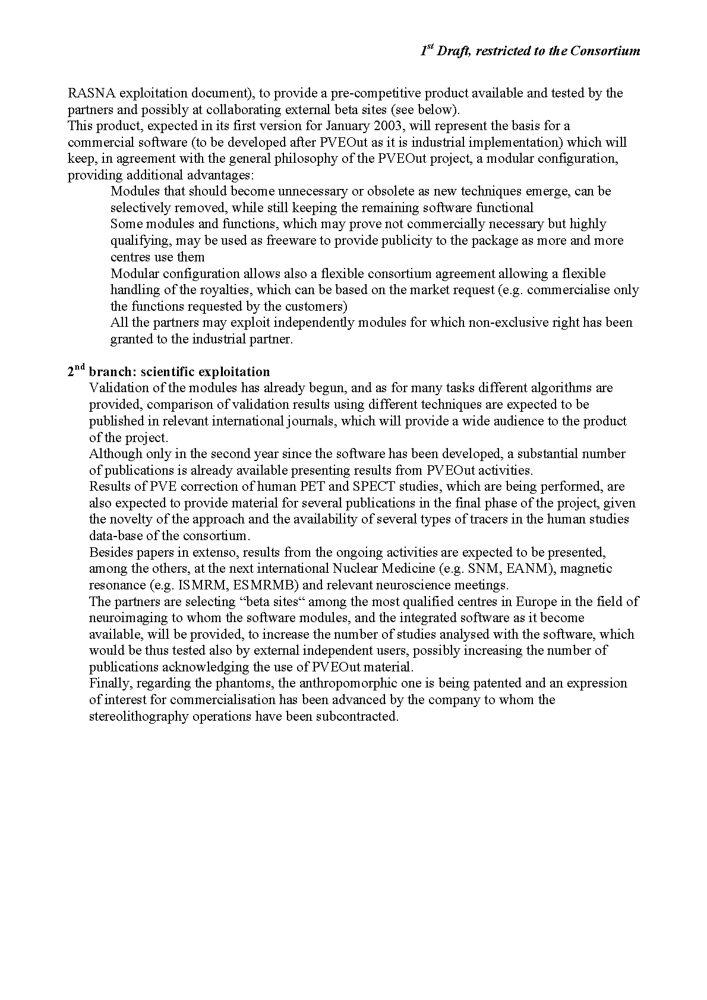 1st Draft, restricted to the Consortium
RASNA exploitation document), to provide a pre-competitive product available and tested by the
partners and possibly at collaborating external beta sites (see below).
This product, expected in its first version for January 2003, will represent the basis for a
commercial software (to be developed after PVEOut as it is industrial implementation) which will
keep, in agreement with the general philosophy of the PVEOut project, a modular configuration,
providing additional advantages:
Modules that should become unnecessary or obsolete as new techniques emerge, can be
selectively removed, while still keeping the remaining software functional
Some modules and functions, which may prove not commercially necessary but highly
qualifying, may be used as freeware to provide publicity to the package as more and more
centres use them
Modular configuration allows also a flexible consortium agreement allowing a flexible
handling of the royalties, which can be based on the market request (e.g. commercialise only
the functions requested by the customers)
All the partners may exploit independently modules for which non-exclusive right has been
granted to the industrial partner.
2nd branch: scientific exploitation
Validation of the modules has already begun, and as for many tasks different algorithms are
provided, comparison of validation results using different techniques are expected to be
published in relevant international journals, which will provide a wide audience to the product
of the project.
Although only in the second year since the software has been developed, a substantial number
of publications is already available presenting results from PVEOut activities.
Results of PVE correction of human PET and SPECT studies, which are being performed, are
also expected to provide material for several publications in the final phase of the project, given
the novelty of the approach and the availability of several types of tracers in the human studies
data-base of the consortium.
Besides papers in extenso, results from the ongoing activities are expected to be presented,
among the others, at the next international Nuclear Medicine (e.g. SNM, EANM), magnetic
resonance (e.g. ISMRM, ESMRMB) and relevant neuroscience meetings.
The partners are selecting “beta sites“ among the most qualified centres in Europe in the field of
neuroimaging to whom the software modules, and the integrated software as it become
available, will be provided, to increase the number of studies analysed with the software, which
would be thus tested also by external independent users, possibly increasing the number of
publications acknowledging the use of PVEOut material.
Finally, regarding the phantoms, the anthropomorphic one is being patented and an expression
of interest for commercialisation has been advanced by the company to whom the
stereolithography operations have been subcontracted.